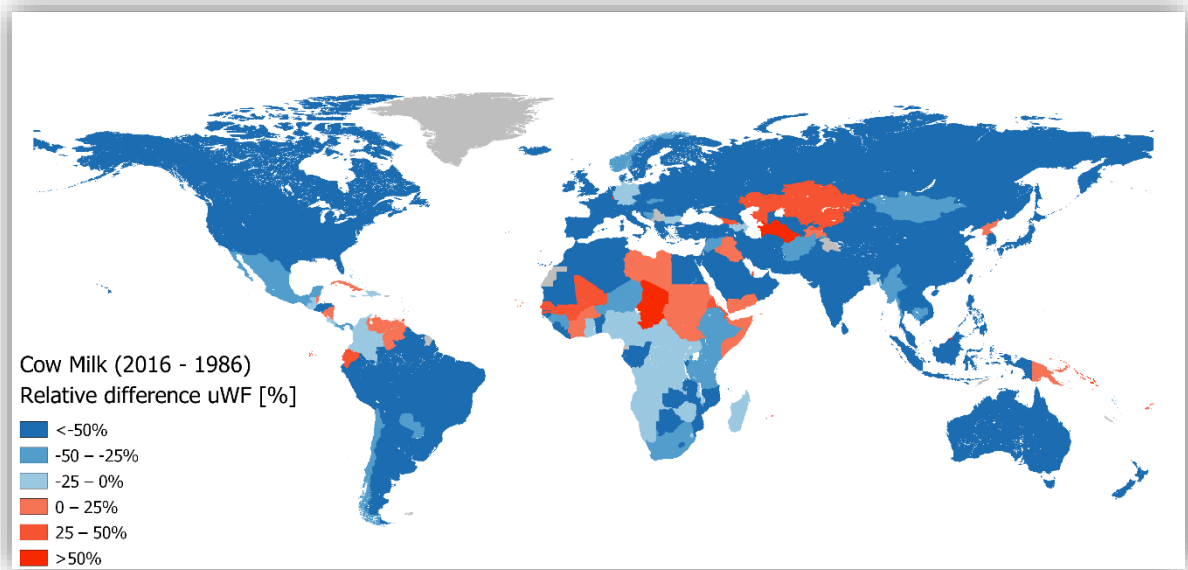 Cow Milk (2016 - 1986)
Relative difference uWF [%]
<-50%
-50 – -25%
-25 – 0%
0 – 25%
25 – 50%
>50%